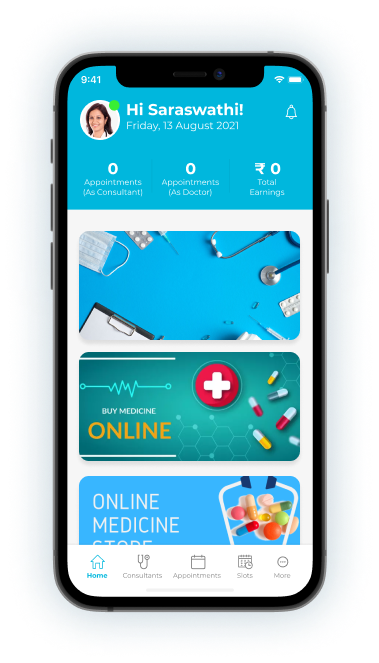 9:41
Hi Saraswathi!
Friday, 13 August 2021
0
Appointments
(As Consultant)
0
Appointments
(As Doctor)
₹ 0
Total
Earnings
BUY MEDICINE
ONLINE
ONLINE
MEDICINE
STORE
Home
Consultants
Appointments
Slots
More